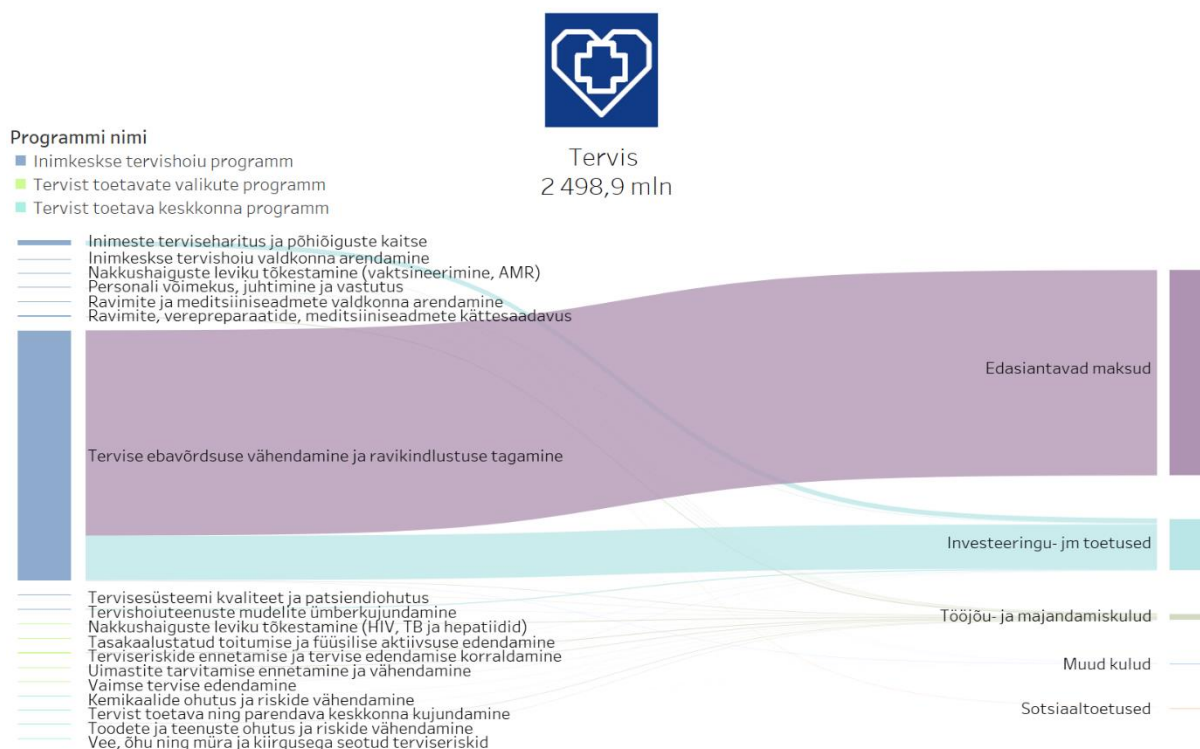 Tervis
2 498,9 mln
Programmi nimi
Inimkeskse tervishoiu programm
Tervist toetavate valikute programm
Tervist toetava keskkonna programm
Inimeste terviseharitus ja põhiõiguste kaitse
Inimkeskse tervishoiu valdkonna arendamine
Nakkushaiguste leviku tõkestamine (vaktsineerimine, AMR)
Personali võimekus, juhtimine ja vastutus
Ravimite ja meditsiiniseadmete valdkonna arendamine
Ravimite, verepreparaatide, meditsiiniseadmete kättesaadavus
Tervise ebavõrdsuse vähendamine ja ravikindlustuse tagamine
Tervisesüsteemi kvaliteet ja patsiendiohutus
Tervishoiuteenuste mudelite ümberkujundamine
Nakkushaiguste leviku tõkestamine (HIV, TB ja hepatiidid)
Tasakaalustatud toitumise ja füüsilise aktiivsuse edendamine
Terviseriskide ennetamise ja tervise edendamise korraldamine
Uimastite tarvitamise ennetamine ja vähendamine
Vaimse tervise edendamine
Kemikaalide ohutus ja riskide vähendamine
Tervist toetava ning parendava keskkonna kujundamine
Toodete ja teenuste ohutus ja riskide vähendamine
Vee, õhu ning müra ja kiirgusega seotud terviseriskid
Edasiantavad maksud
Investeeringu- jm toetused
Tööjõu- ja majandamiskulud
Muud kulud
Sotsiaaltoetused